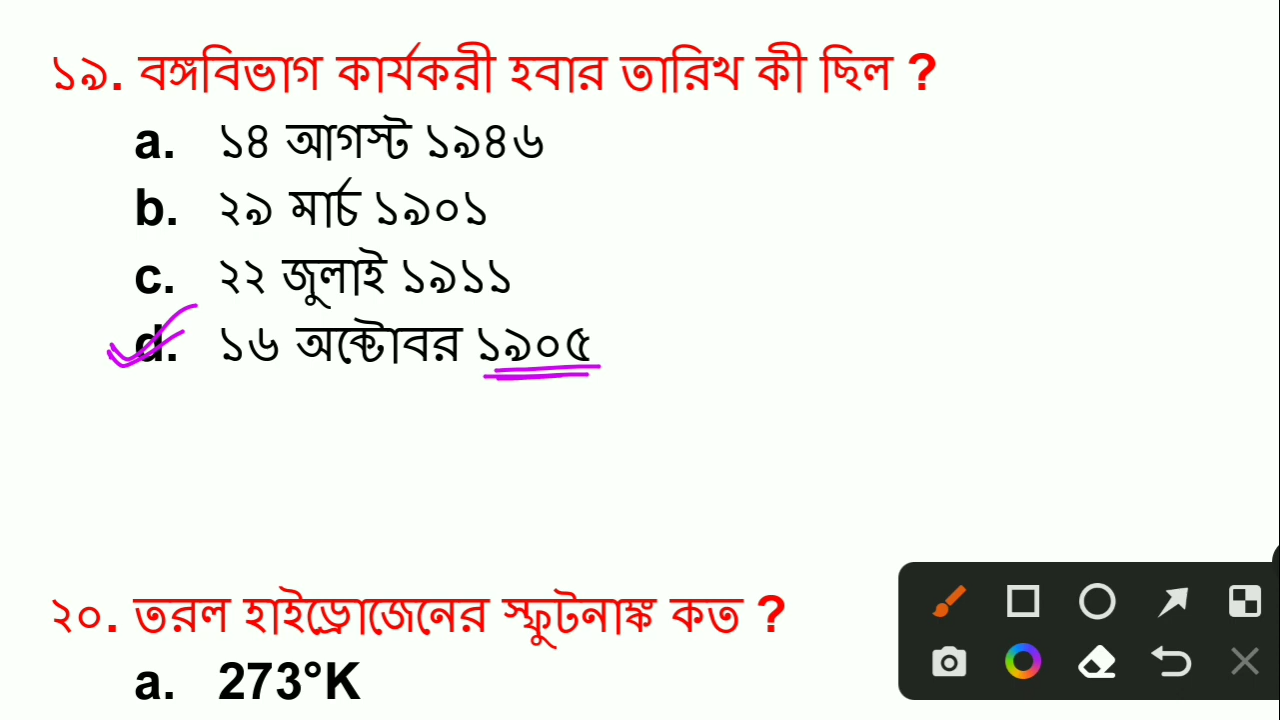 ১৯. বঙ্গবিভাগ কার্যকরী হবার তারিখ কী ছিল ?
a. ১৪ আগস্ট ১৯৪৬
b. ২৯ মার্চ ১৯০১
c. ২২ জুলাই ১৯১১
d. ১৬ অক্টোবর ১৯০৫
২০. তরল হাইড্রোজেনের স্ফুটনাঙ্ক কত ?
a. 273°K